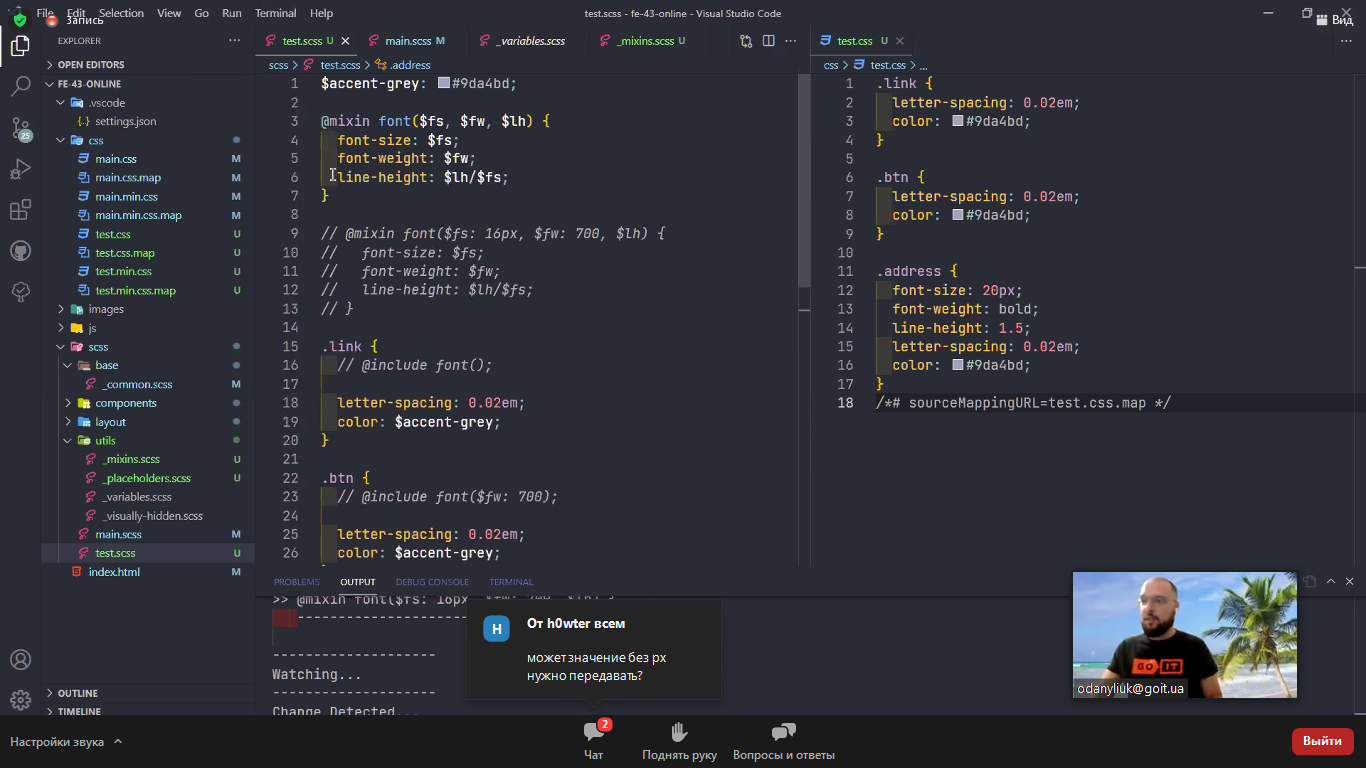 File Edit Selection View Go Run Terminal Help
test.scss - fe-43-online - Visual Studio Code
Запись
Вид
EXPLORER
OPEN EDITORS
FE-43-ONLINE
.vscode
settings.json
css
main.css M
main.css.map M
main.min.css M
main.min.css.map M
test.css U
test.css.map U
test.min.css U
test.min.css.map U
images
js
scss
base
_common.scss M
components
layout
utils
_mixins.scss U
_placeholders.scss U
_variables.scss
_visually-hidden.scss
main.scss M
test.scss U
index.html M
OUTLINE
TIMELINE
25
test.scss U main.scss M _variables.scss _mixins.scss U
scss > test.scss > .address
1 $accent-grey: #9da4bd;
2
3 @mixin font($fs, $fw, $lh) {
4 font-size: $fs;
5 font-weight: $fw;
6 line-height: $lh/$fs;
7 }
8
9 // @mixin font($fs: 16px, $fw: 700, $lh) {
10 // font-size: $fs;
11 // font-weight: $fw;
12 // line-height: $lh/$fs;
13 // }
14
15 .link {
16 // @include font();
17
18 letter-spacing: 0.02em;
19 color: $accent-grey;
20 }
21
22 .btn {
23 // @include font($fw: 700);
24
25 letter-spacing: 0.02em;
26 color: $accent-grey;
test.css U
css > test.css > ...
1 .link {
2 letter-spacing: 0.02em;
3 color: #9da4bd;
4 }
5
6 .btn {
7 letter-spacing: 0.02em;
8 color: #9da4bd;
9 }
10
11 .address {
12 font-size: 20px;
13 font-weight: bold;
14 line-height: 1.5;
15 letter-spacing: 0.02em;
16 color: #9da4bd;
17 }
18 /*# sourceMappingURL=test.css.map */
PROBLEMS OUTPUT DEBUG CONSOLE TERMINAL
>> @mixin font($fs: 16px,
--------------------
Watching...
--------------------
Change Detected...
H
От h0wter всем
может значение без px
нужно передавать?
GO IT
odanyliuk@goit.ua
Настройки звука
2
Чат
Поднять руку
Вопросы и ответы
Выйти